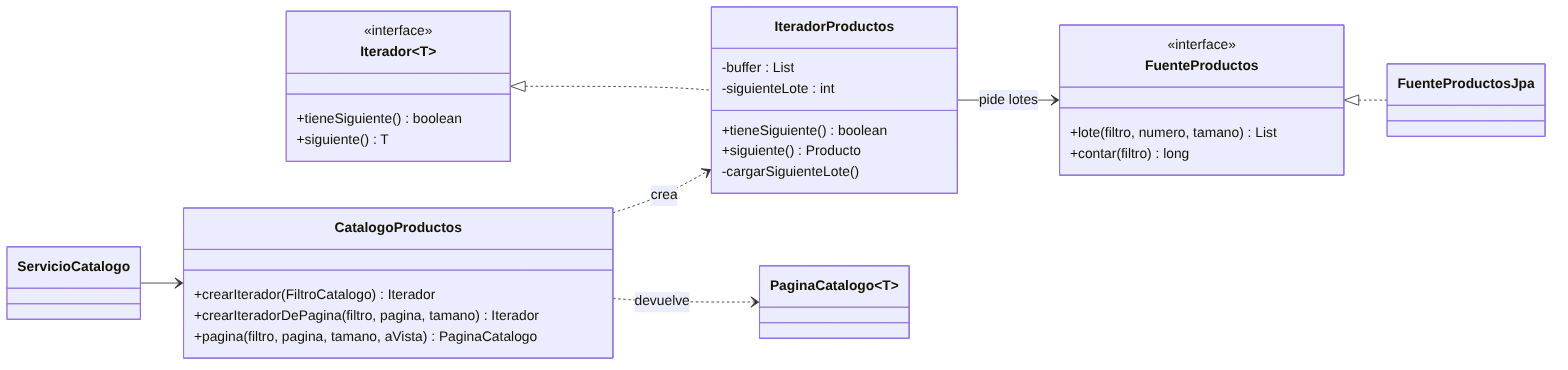 «interface»
Iterador<T>
+tieneSiguiente() : boolean
+siguiente() : T
IteradorProductos
-buffer : List
-siguienteLote : int
+tieneSiguiente() : boolean
+siguiente() : Producto
-cargarSiguienteLote()
pide lotes
«interface»
FuenteProductos
+lote(filtro, numero, tamano) : List
+contar(filtro) : long
FuenteProductosJpa
crea
ServicioCatalogo
CatalogoProductos
+crearIterador(FiltroCatalogo) : Iterador
+crearIteradorDePagina(filtro, pagina, tamano) : Iterador
+pagina(filtro, pagina, tamano, aVista) : PaginaCatalogo
devuelve
PaginaCatalogo<T>